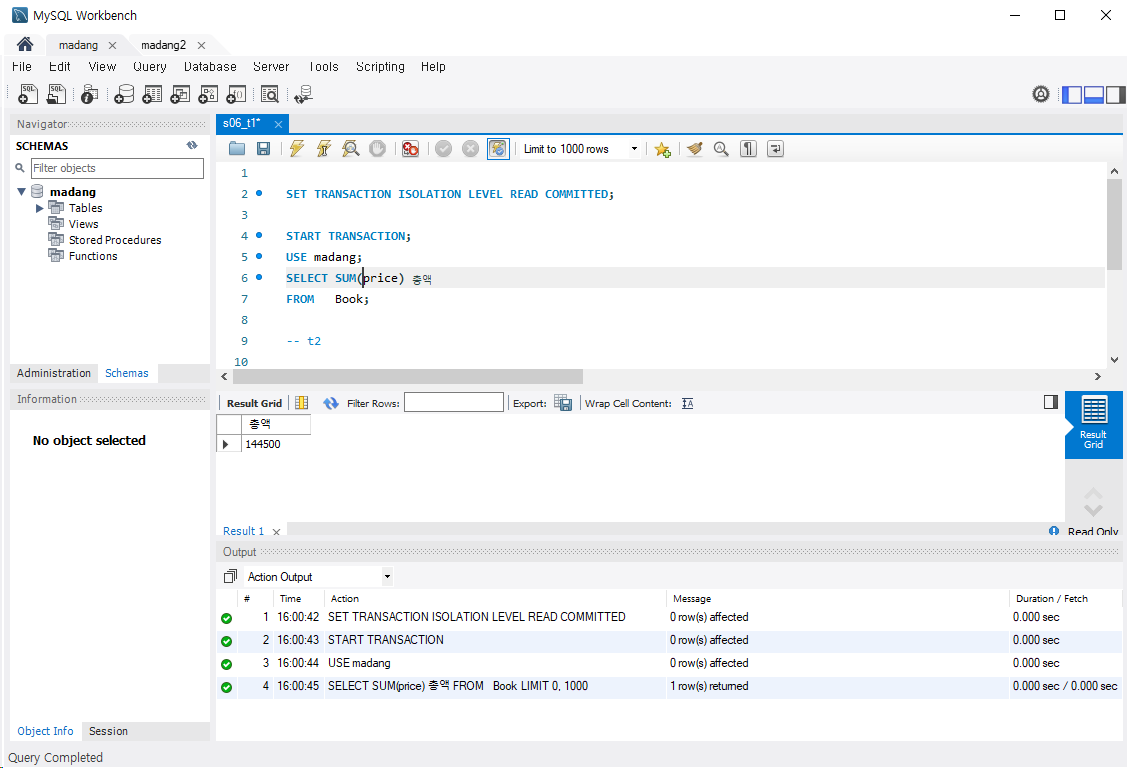 MySQL Workbench
madang madang2
File Edit View Query Database Server Tools Scripting Help
Navigator
SCHEMAS
Filter objects
madang
Tables
Views
Stored Procedures
Functions
Administration Schemas
Information
No object selected
Object Info Session
Query Completed
s06_t1*
Limit to 1000 rows
1
2 SET TRANSACTION ISOLATION LEVEL READ COMMITTED;
3
4 START TRANSACTION;
5 USE madang;
6 SELECT SUM(price) 총액
7 FROM Book;
8
9 -- t2
10
Result Grid Filter Rows: Export: Wrap Cell Content:
총액
144500
Result Grid
Result 1 Read Only
Output
Action Output
# Time Action Message Duration / Fetch
1 16:00:42 SET TRANSACTION ISOLATION LEVEL READ COMMITTED 0 row(s) affected 0.000 sec
2 16:00:43 START TRANSACTION 0 row(s) affected 0.000 sec
3 16:00:44 USE madang 0 row(s) affected 0.000 sec
4 16:00:45 SELECT SUM(price) 총액 FROM Book LIMIT 0, 1000 1 row(s) returned 0.000 sec / 0.000 sec